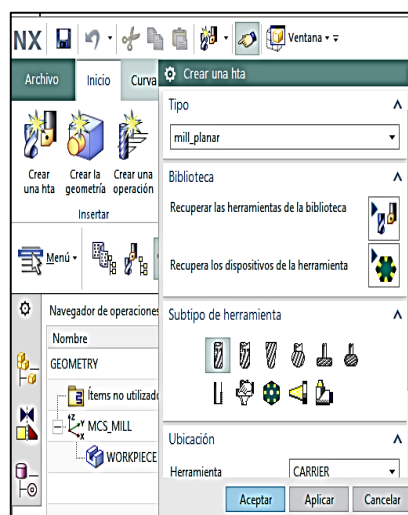 NX
Ventana
Archivo Inicio Curva
Crear una hta
Crear la geometría
Crear una operación
Insertar
Menú
Navegador de operaciones
Nombre
GEOMETRY
Ítems no utilizad
MCS_MILL
WORKPIECE
Crear una hta
Tipo
mill_planar
Biblioteca
Recuperar las herramientas de la biblioteca
Recupera los dispositivos de la herramienta
Subtipo de herramienta
Ubicación
Herramienta CARRIER
Aceptar Aplicar Cancelar